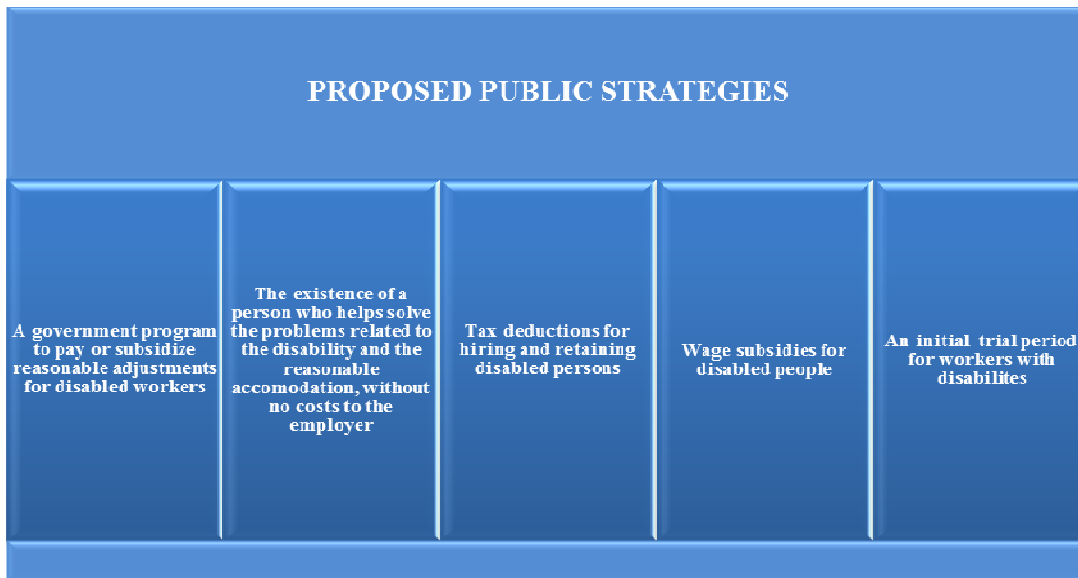 PROPOSED PUBLIC STRATEGIES
A government program
to pay or subsidize
reasonable adjustments
for disabled workers
The existence of a
person who helps solve
the problems related to
the disability and the
reasonable
accomodation, without
no costs to the
employer
Tax deductions for
hiring and retaining
disabled persons
Wage subsidies for
disabled people
An initial trial period
for workers with
disabilites